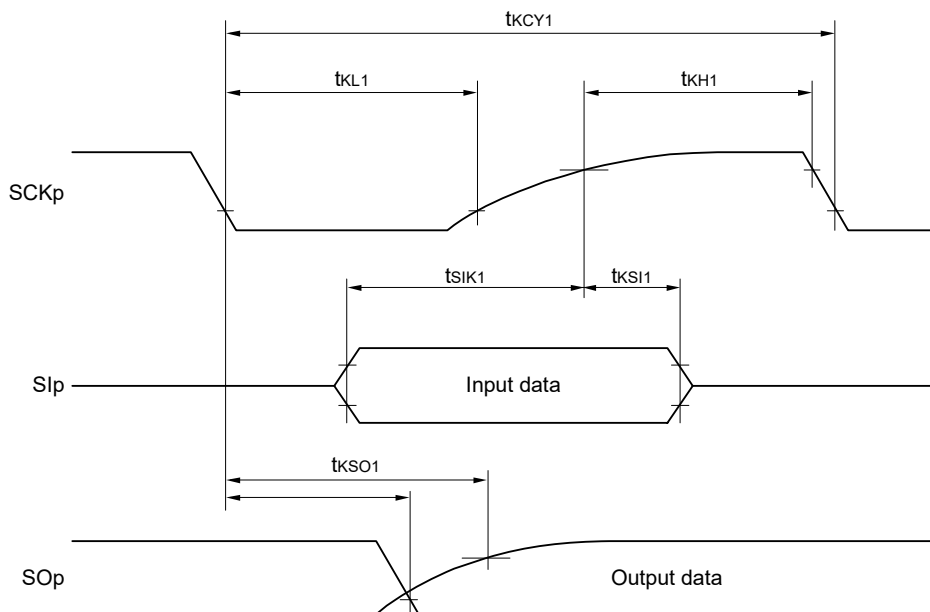 tKCY1
tKL1
tKH1
SCKp
tSIK1
tKSI1
SIp
Input data
tKSO1
SOp
Output data